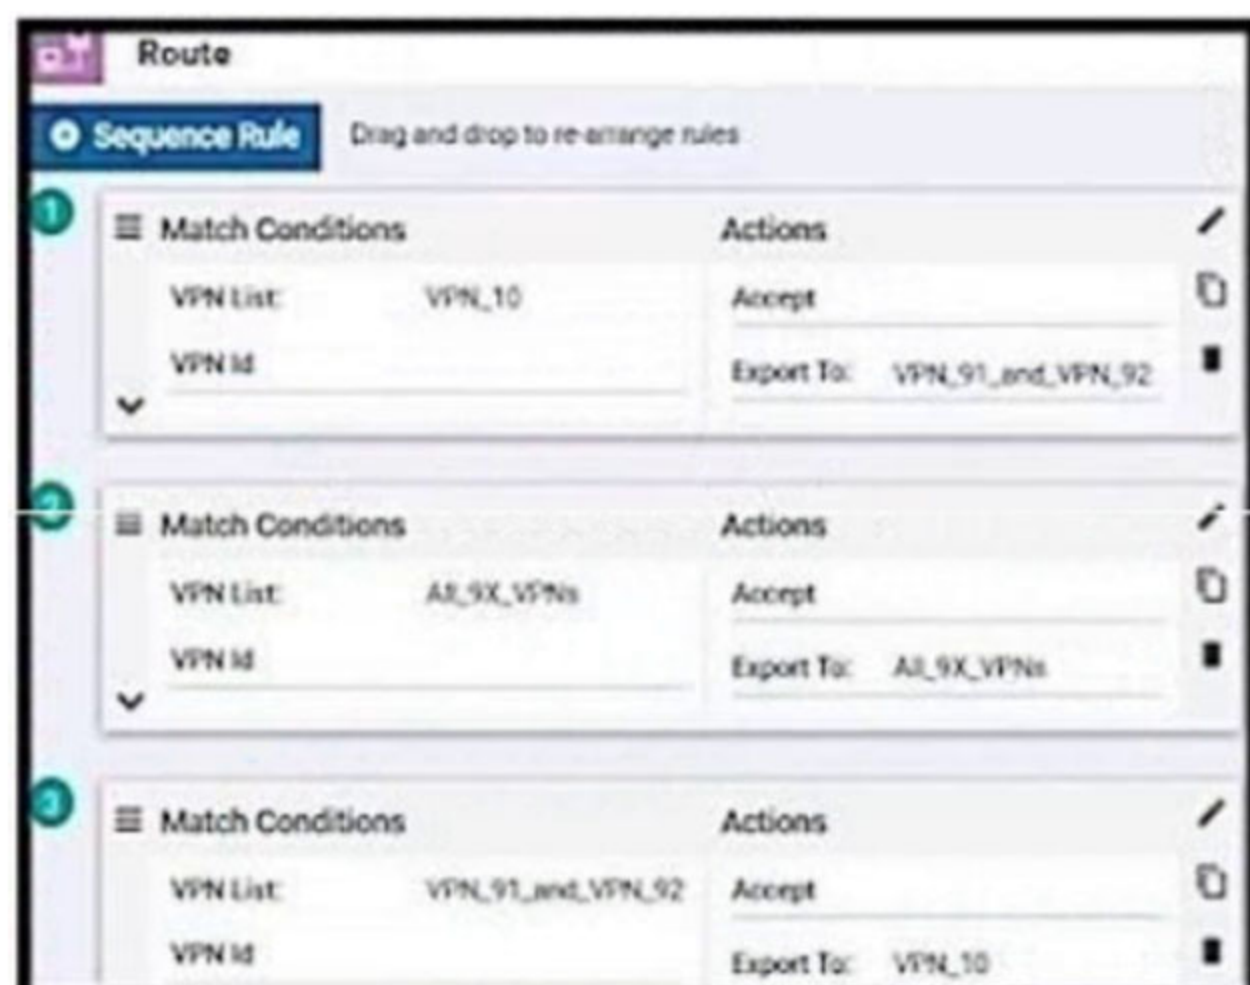 Route
Sequence Rule Drag and drop to re-arrange rules
1
Match Conditions Actions
VPN List: VPN_10 Accept
VPN Id
Export To: VPN_91_and_VPN_92
2
Match Conditions Actions
VPN List: All_9X_VPNs Accept
VPN Id
Export To: All_9X_VPNs
3
Match Conditions Actions
VPN List: VPN_91_and_VPN_92 Accept
VPN Id
Export To: VPN_10